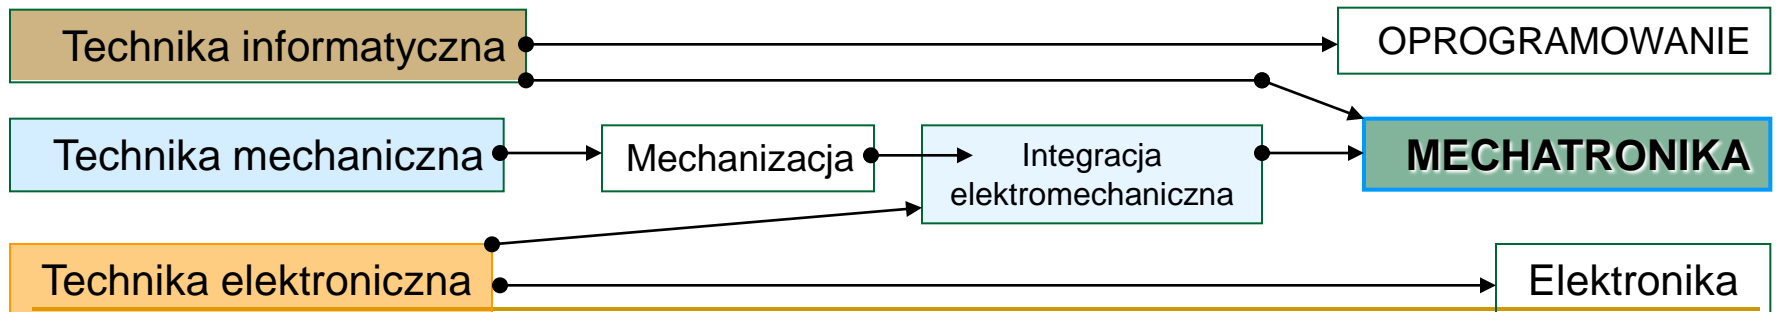 Technika informatyczna
OPROGRAMOWANIE
Technika mechaniczna
Mechanizacja
Integracja
elektromechaniczna
MECHATRONIKA
Technika elektroniczna
Elektronika